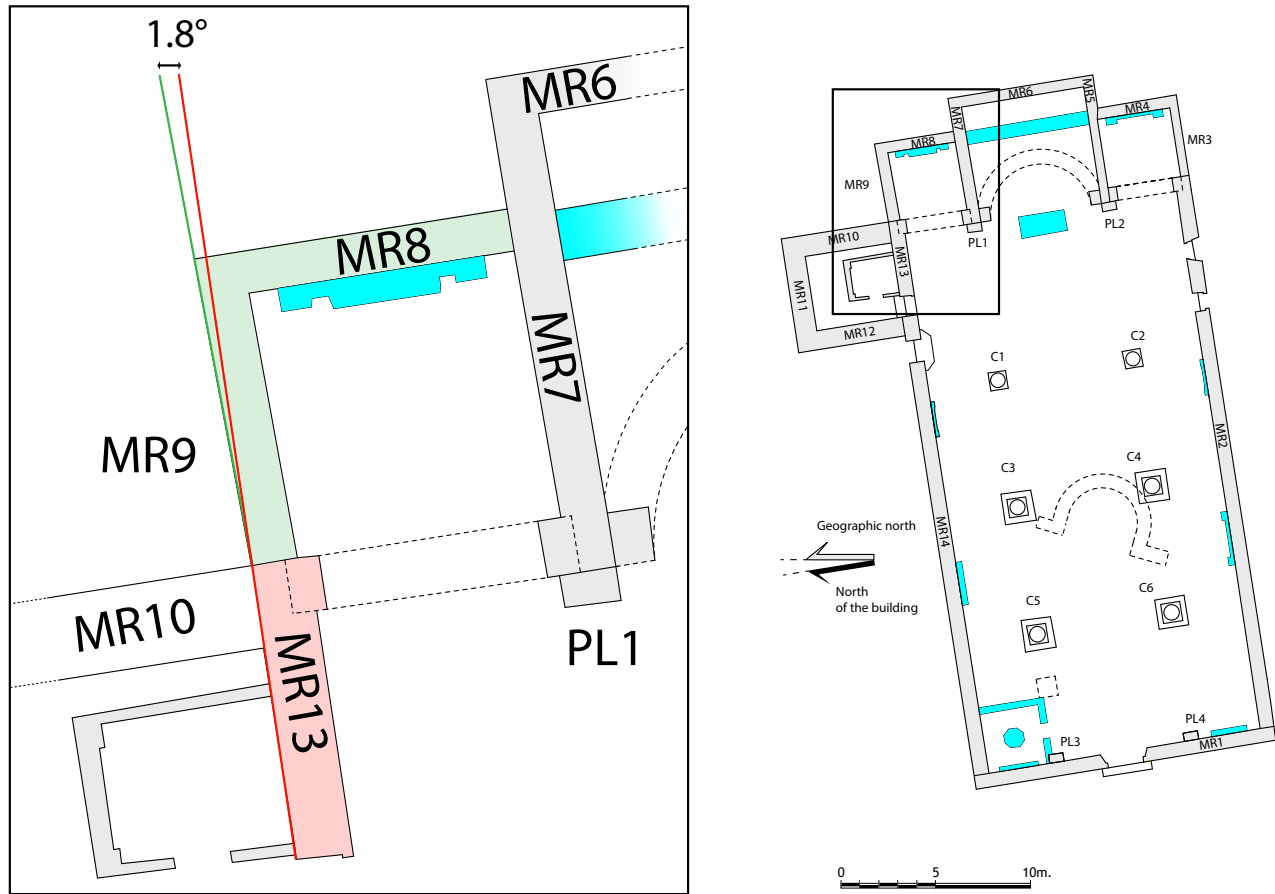 1.8°
MR6
MR8
MR7
MR9
MR10
PL1
MR13
MR6
MR5
MR4
MR7
MR8
MR3
MR9
PL2
MR10
PL1
MR13
MR11
MR12
C1
C2
MR2
C4
C3
Geographic north
MR14
North
of the building
C6
C5
PL4
PL3
MR1
0 5 10m.